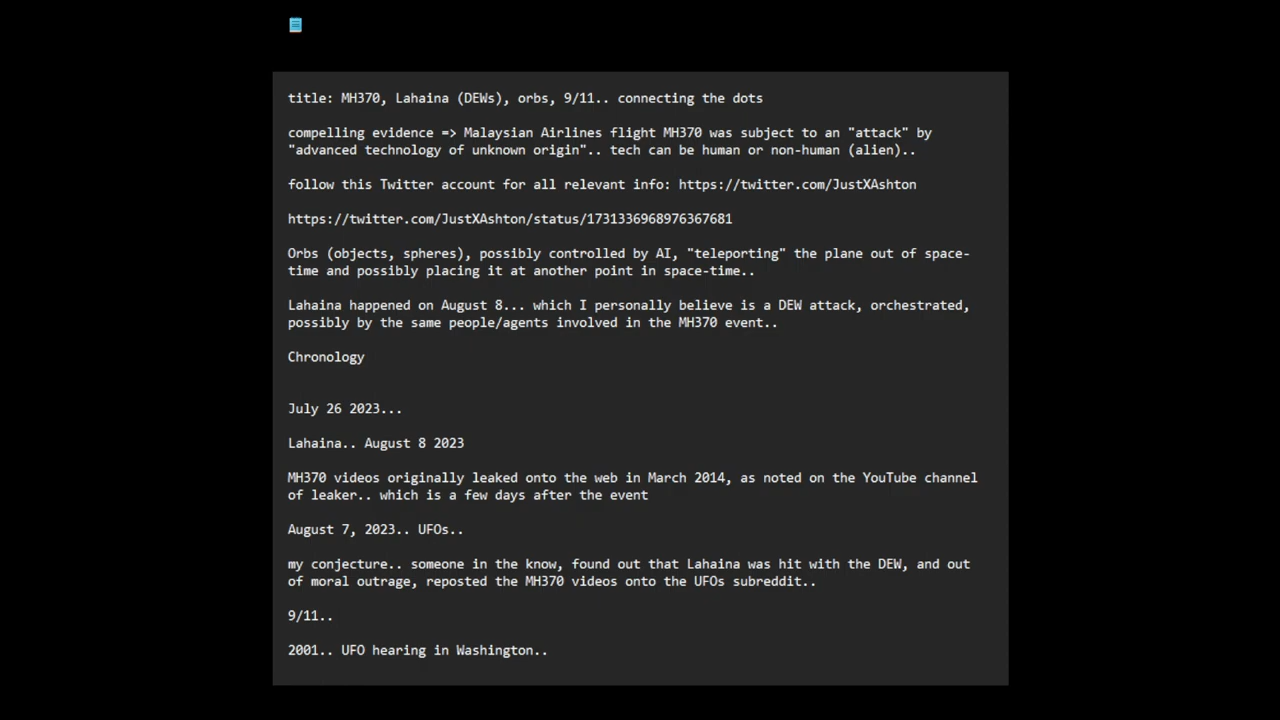 title: MH370, Lahaina (DEWs), orbs, 9/11.. connecting the dots
compelling evidence => Malaysian Airlines flight MH370 was subject to an "attack" by
"advanced technology of unknown origin".. tech can be human or non-human (alien)..
follow this Twitter account for all relevant info: https://twitter.com/JustXAshton
https://twitter.com/JustXAshton/status/1731336968976367681
Orbs (objects, spheres), possibly controlled by AI, "teleporting" the plane out of space-
time and possibly placing it at another point in space-time..
Lahaina happened on August 8... which I personally believe is a DEW attack, orchestrated,
possibly by the same people/agents involved in the MH370 event..
Chronology
July 26 2023...
Lahaina.. August 8 2023
MH370 videos originally leaked onto the web in March 2014, as noted on the YouTube channel
of leaker.. which is a few days after the event
August 7, 2023.. UFOs..
my conjecture.. someone in the know, found out that Lahaina was hit with the DEW, and out
of moral outrage, reposted the MH370 videos onto the UFOs subreddit..
9/11..
2001.. UFO hearing in Washington..